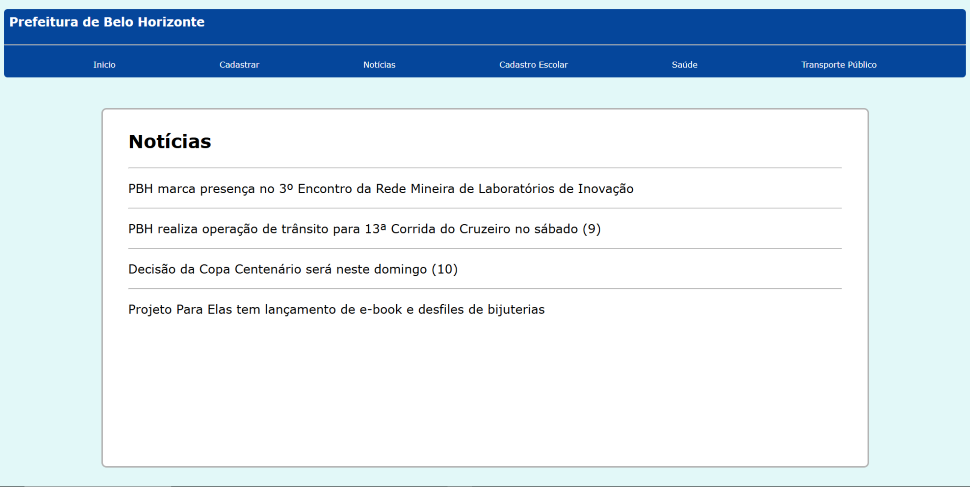 Prefeitura de Belo Horizonte
Início Cadastrar Notícias Cadastro Escolar Saúde Transporte Público
Notícias
PBH marca presença no 3º Encontro da Rede Mineira de Laboratórios de Inovação
PBH realiza operação de trânsito para 13ª Corrida do Cruzeiro no sábado (9)
Decisão da Copa Centenário será neste domingo (10)
Projeto Para Elas tem lançamento de e-book e desfiles de bijuterias